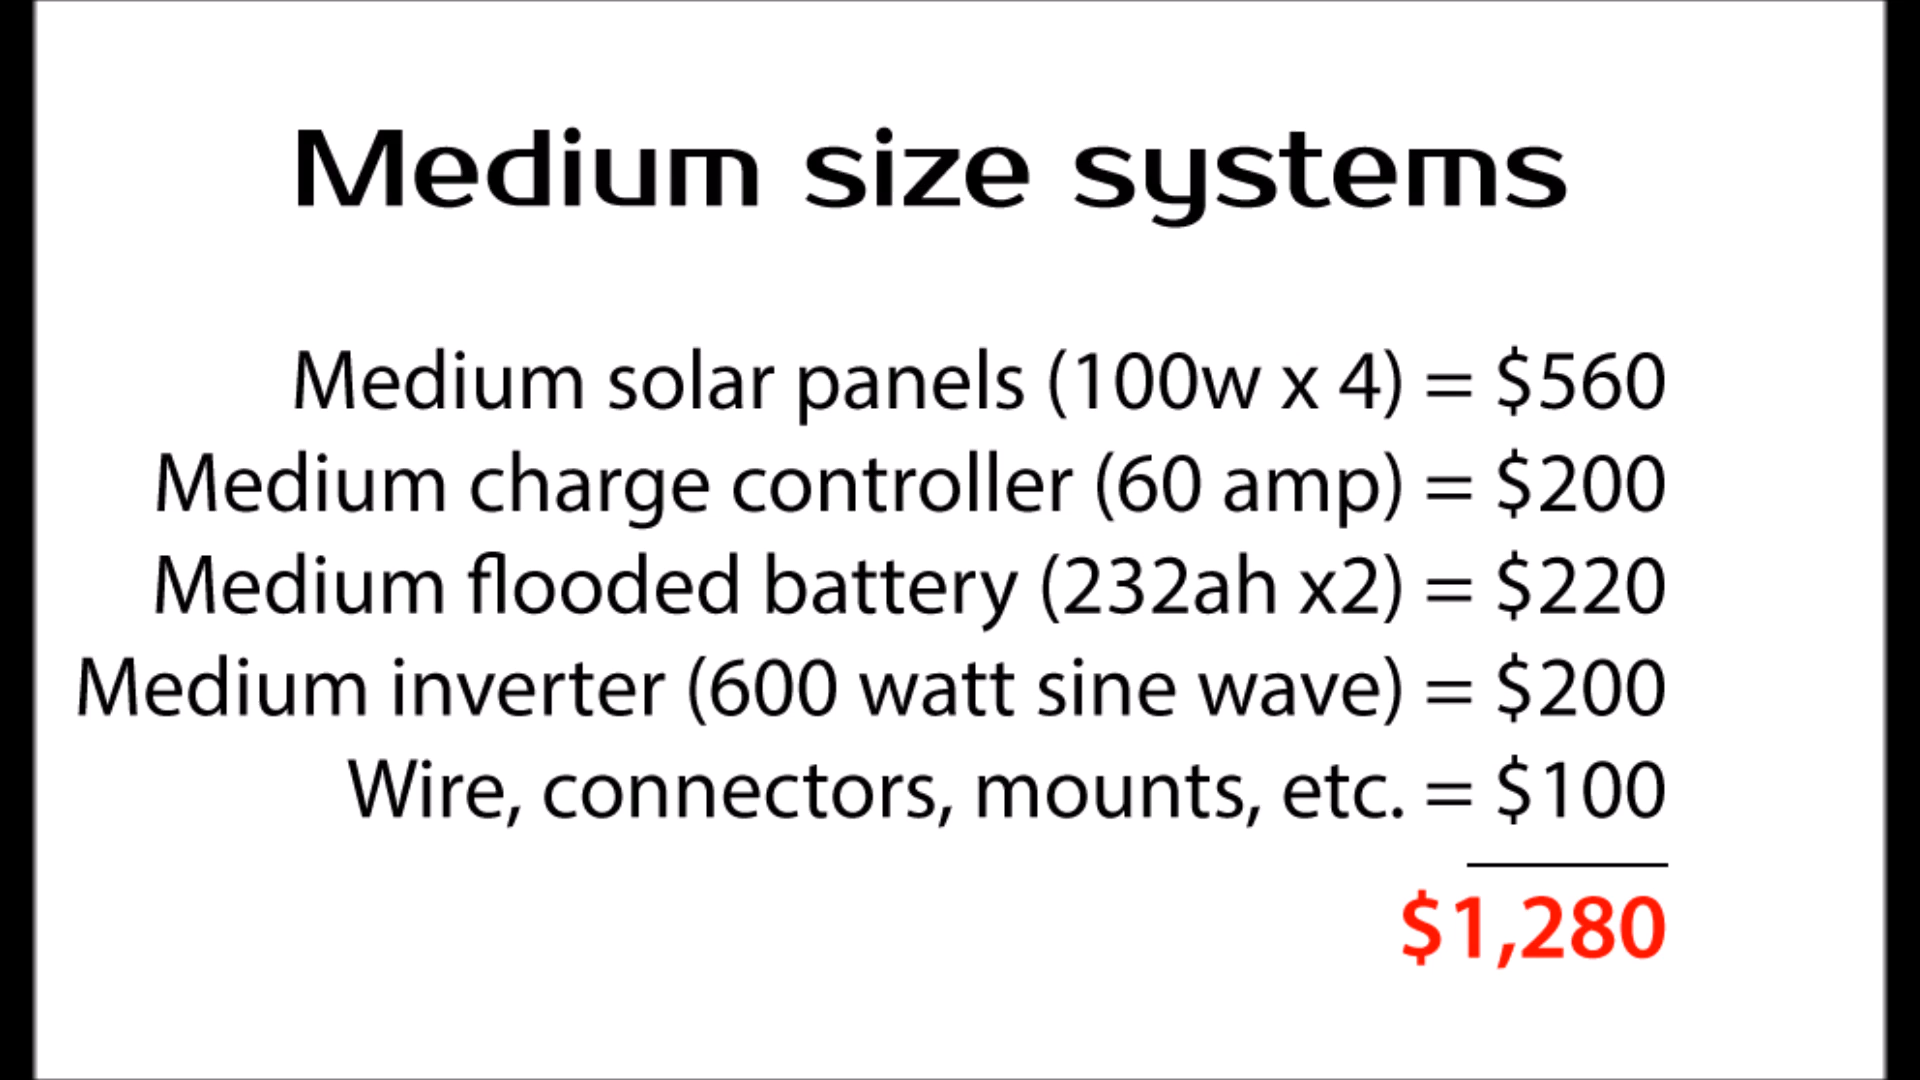 Medium size systems
Medium solar panels (100w x 4) = $560
Medium charge controller (60 amp) = $200
Medium flooded battery (232ah x2) = $220
Medium inverter (600 watt sine wave) = $200
Wire, connectors, mounts, etc. = $100
$1,280